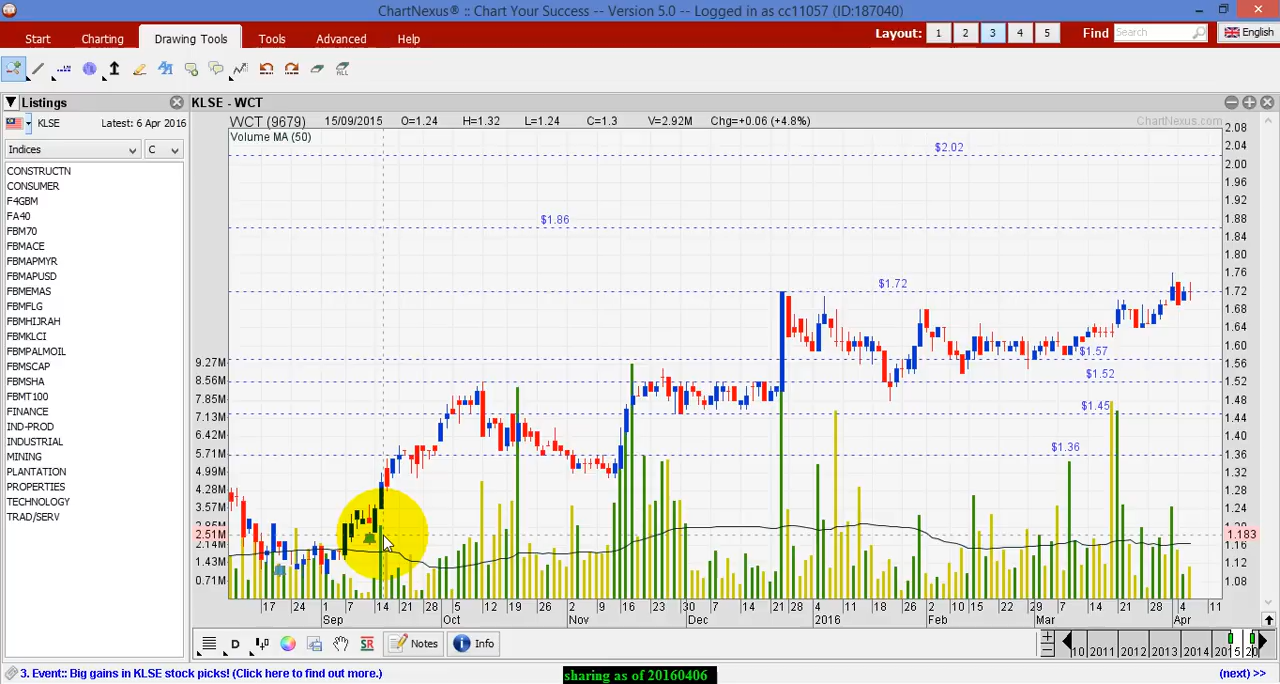 ChartNexus® :: Chart Your Success -- Version 5.0 -- Logged in as cc11057 (ID:187040)
Start Charting Drawing Tools Tools Advanced Help Layout: 1 2 3 4 5 Find Search English
Listings
KLSE Latest: 6 Apr 2016
Indices C
CONSTRUCTN
CONSUMER
F4GBM
FA40
FBM70
FBMACE
FBMAPMYR
FBMAPUSD
FBMEMAS
FBMFLG
FBMHIJRAH
FBMKLCI
FBMPALMOIL
FBMSCAP
FBMSHA
FBMT100
FINANCE
IND-PROD
INDUSTRIAL
MINING
PLANTATION
PROPERTIES
TECHNOLOGY
TRAD/SERV
KLSE - WCT
WCT (9679) 15/09/2015 O=1.24 H=1.32 L=1.24 C=1.3 V=2.92M Chg=+0.06 (+4.8%) ChartNexus.com
Volume MA (50)
$2.02
$1.86
$1.72
$1.57
$1.52
$1.45
$1.36
9.27M
8.56M
7.85M
7.13M
6.42M
5.71M
4.99M
4.28M
3.57M
2.51M
2.14M
1.43M
0.71M
2.08
2.04
2.00
1.96
1.92
1.88
1.84
1.80
1.76
1.72
1.68
1.64
1.60
1.56
1.52
1.48
1.44
1.40
1.36
1.32
1.28
1.24
1.183
1.16
1.12
1.08
17 24 1 7 14 21 28 5 12 19 26 2 9 16 23 30 7 14 21 28 4 11 18 26 2 10 15 22 29 7 14 21 28 4 11
Sep Oct Nov Dec 2016 Feb Mar Apr
D SR Notes Info
10 2011 2012 2013 2014 2015 20
3. Event:: Big gains in KLSE stock picks! (Click here to find out more.) (next) >>
sharing as of 20160406